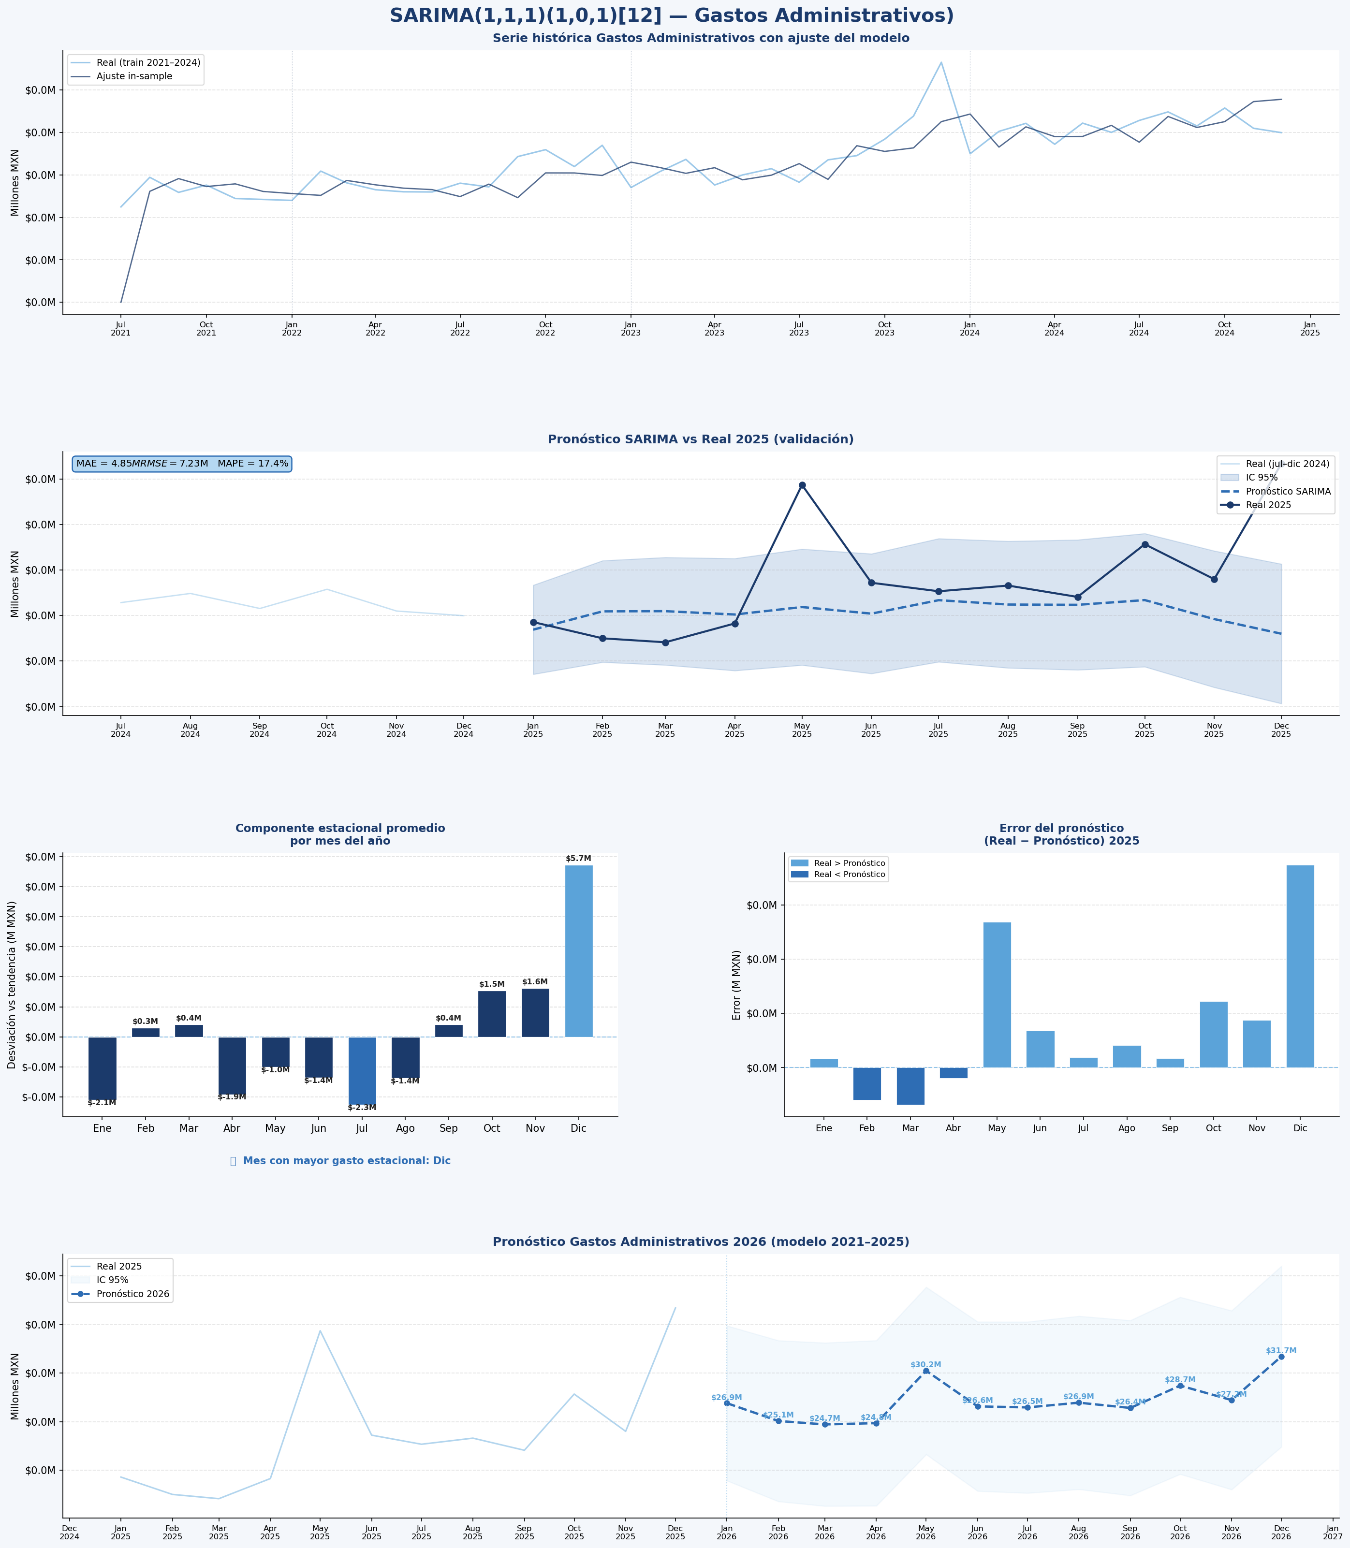 SARIMA(1,1,1)(1,0,1)[12] — Gastos Administrativos)
Serie histórica Gastos Administrativos con ajuste del modelo
Real (train 2021–2024)
Ajuste in-sample
Millones MXN
$0.0M
$0.0M
$0.0M
$0.0M
$0.0M
$0.0M
Jul Oct Jan Apr Jul Oct Jan Apr Jul Oct Jan Apr Jul Oct Jan
2021 2021 2022 2022 2022 2022 2023 2023 2023 2023 2024 2024 2024 2024 2025
Pronóstico SARIMA vs Real 2025 (validación)
MAE = 4.85MRMSE = 7.23M MAPE = 17.4%
Real (jul–dic 2024)
IC 95%
Pronóstico SARIMA
Real 2025
Millones MXN
$0.0M
$0.0M
$0.0M
$0.0M
$0.0M
$0.0M
Jul Aug Sep Oct Nov Dec Jan Feb Mar Apr May Jun Jul Aug Sep Oct Nov Dec
2024 2024 2024 2024 2024 2024 2025 2025 2025 2025 2025 2025 2025 2025 2025 2025 2025 2025
Componente estacional promedio
por mes del año
Desviación vs tendencia (M MXN)
$0.0M
$0.0M
$0.0M
$0.0M
$0.0M
$0.0M
$0.0M
$-0.0M
$-0.0M
$-2.1M $0.3M $0.4M $-1.9M $-1.0M $-1.4M $-2.3M $-1.4M $0.4M $1.5M $1.6M $5.7M
Ene Feb Mar Abr May Jun Jul Ago Sep Oct Nov Dic
Mes con mayor gasto estacional: Dic
Error del pronóstico
(Real − Pronóstico) 2025
Real > Pronóstico
Real < Pronóstico
Error (M MXN)
$0.0M
$0.0M
$0.0M
$0.0M
Ene Feb Mar Abr May Jun Jul Ago Sep Oct Nov Dic
Pronóstico Gastos Administrativos 2026 (modelo 2021–2025)
Real 2025
IC 95%
Pronóstico 2026
Millones MXN
$0.0M
$0.0M
$0.0M
$0.0M
$0.0M
$26.9M $25.1M $24.7M $30.2M $26.6M $26.5M $26.9M $26.4M $28.7M $31.7M
Dec Jan Feb Mar Apr May Jun Jul Aug Sep Oct Nov Dec Jan Feb Mar Apr May Jun Jul Aug Sep Oct Nov Dec Jan
2024 2025 2025 2025 2025 2025 2025 2025 2025 2025 2025 2025 2025 2026 2026 2026 2026 2026 2026 2026 2026 2026 2026 2026 2026 2027